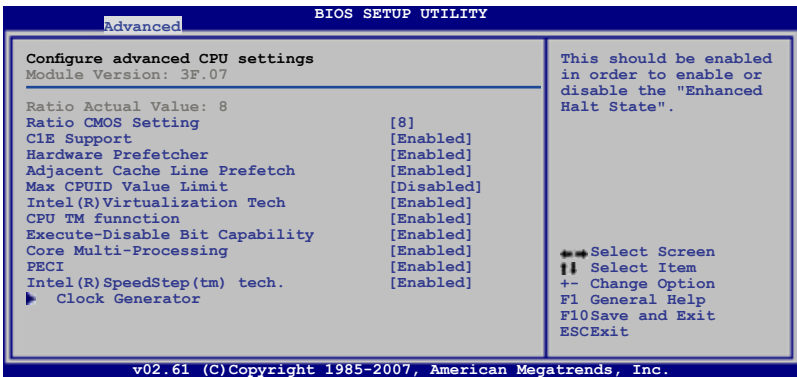 BIOS SETUP UTILITY
Advanced
Configure advanced CPU settings
Module Version: 3F.07
Ratio Actual Value: 8
Ratio CMOS Setting [8]
C1E Support [Enabled]
Hardware Prefetcher [Enabled]
Adjacent Cache Line Prefetch [Enabled]
Max CPUID Value Limit [Disabled]
Intel(R)Virtualization Tech [Enabled]
CPU TM funnction [Enabled]
Execute-Disable Bit Capability [Enabled]
Core Multi-Processing [Enabled]
PECI [Enabled]
Intel(R)SpeedStep(tm) tech. [Enabled]
Clock Generator
This should be enabled
in order to enable or
disable the "Enhanced
Halt State".
Select Screen
Select Item
+- Change Option
F1 General Help
F10Save and Exit
ESCExit
v02.61 (C)Copyright 1985-2007, American Megatrends, Inc.